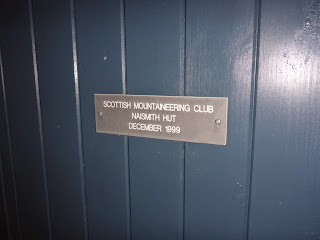 SCOTTISH MOUNTAINEERING CLUB
NAISMITH HUT
DECEMBER 1999